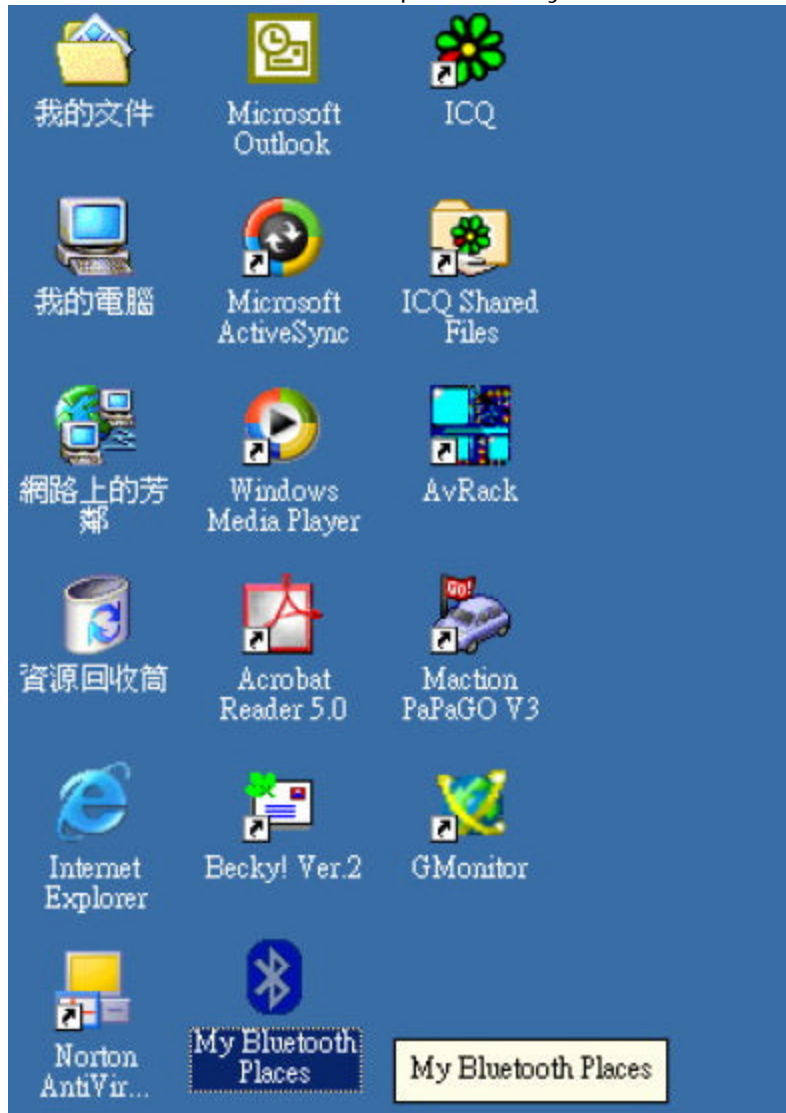 我的文件
Microsoft
Outlook
ICQ
我的電腦
Microsoft
ActiveSync
ICQ Shared
Files
網路上的芳
鄰
Windows
Media Player
AvRack
資源回收筒
Acrobat
Reader 5.0
Go!
Maction
PaPaGO V3
Internet
Explorer
Becky! Ver.2
GMonitor
Norton
AntiVir...
My Bluetooth
Places
My Bluetooth Places